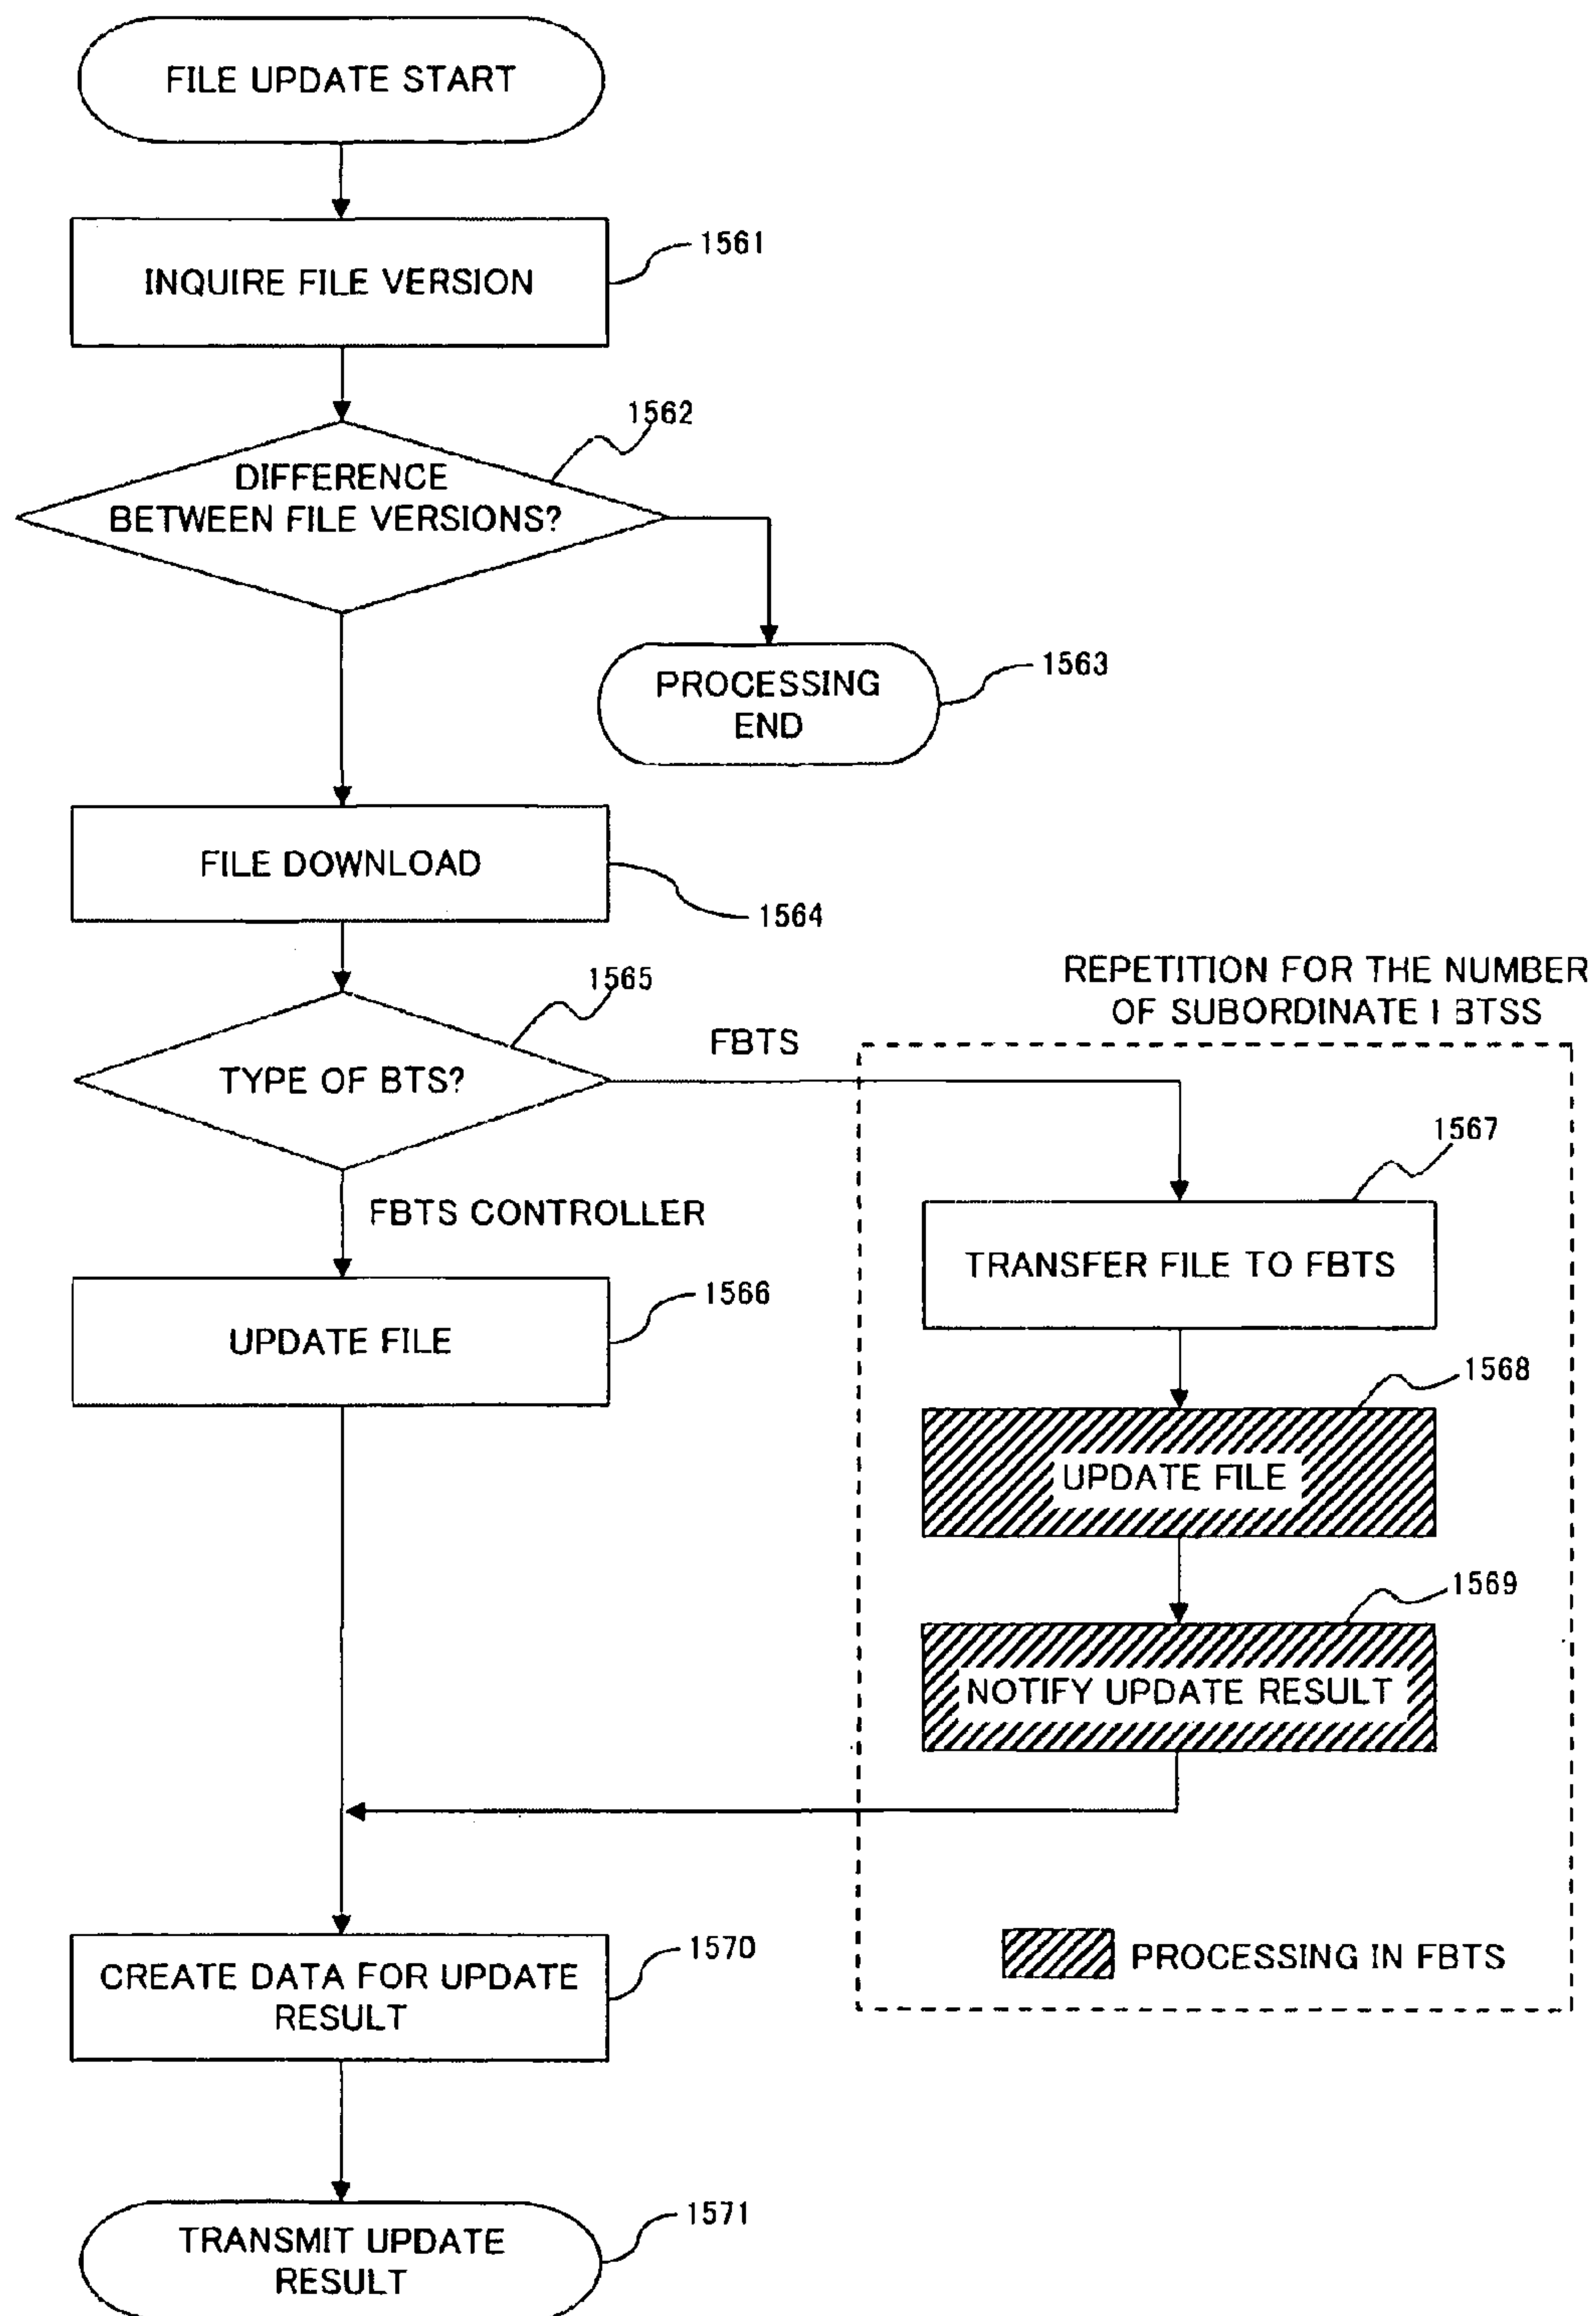 FILE UPDATE START
1561
INQUIRE FILE VERSION
1562
DIFFERENCE
BETWEEN FILE VERSIONS?
1563
PROCESSING
END
FILE DOWNLOAD
1564
1565
REPETITION FOR THE NUMBER
OF SUBORDINATE BTSS
FBTS
TYPE OF BTS?
1567
FBTS CONTROLLER
TRANSFER FILE TO FBTS
1566
UPDATE FILE
1568
UPDATE FILE
1569
NOTIFY UPDATE RESULT
1570
PROCESSING IN FBTS
CREATE DATA FOR UPDATE
RESULT
1571
TRANSMIT UPDATE
RESULT